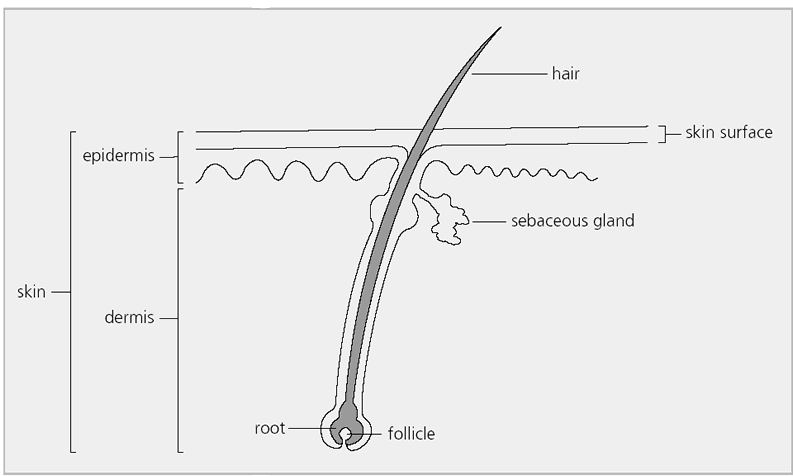 hair
skin surface
epidermis
sebaceous gland
skin
dermis
root
follicle